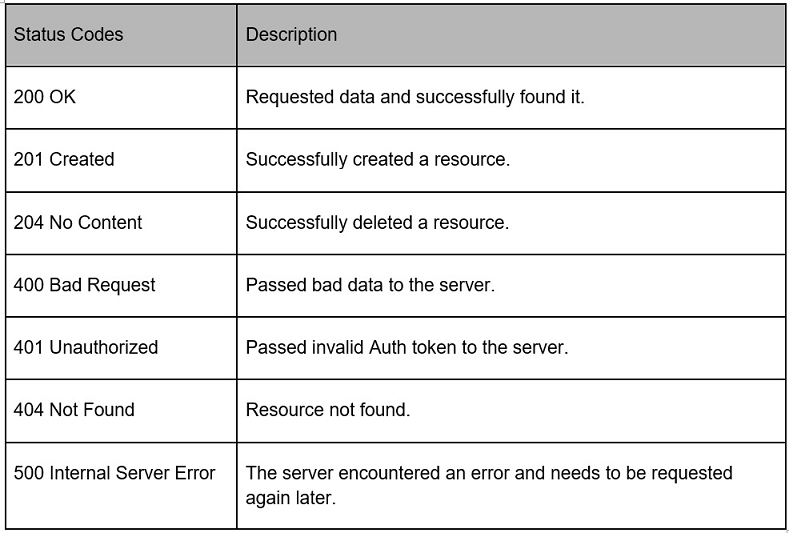 Status Codes Description
200 OK Requested data and successfully found it.
201 Created Successfully created a resource.
204 No Content Successfully deleted a resource.
400 Bad Request Passed bad data to the server.
401 Unauthorized Passed invalid Auth token to the server.
404 Not Found Resource not found.
500 Internal Server Error The server encountered an error and needs to be requested
again later.